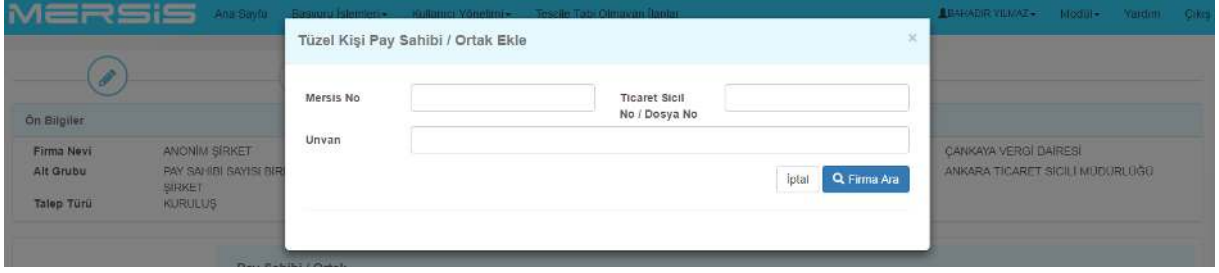 MERSİS Ana Sayfa Başvuru İşlemleri Kullanıcı Yönetimi Tescile Tabi Olmayan İlanlar BAHADIR YILMAZ Modül Yardım Çıkış
Tüzel Kişi Pay Sahibi / Ortak Ekle ×
Mersis No
Ticaret Sicil
No / Dosya No
Unvan
İptal Firma Ara
Ön Bilgiler
Firma Nevi ANONİM ŞİRKET ÇANKAYA VERGİ DAİRESİ
Alt Grubu PAY SAHİBİ SAYISI BİR ANKARA TİCARET SİCİLİ MÜDÜRLÜĞÜ
ŞİRKET
Talep Türü KURULUŞ
Pay Sahibi / Ortak